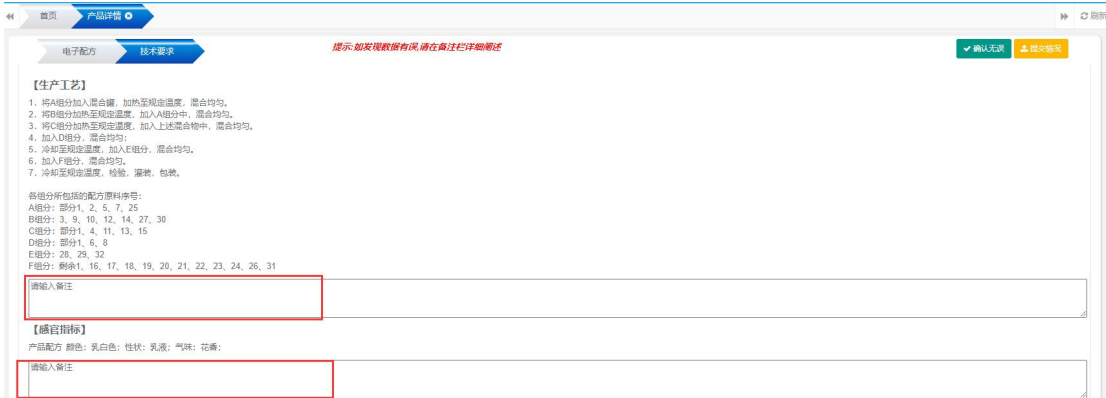 首页 产品详情 刷新
电子配方 技术要求 提示:如发现数据有误,请在备注栏详细阐述 确认无误 提交情况
【生产工艺】
1、将A组分加入混合罐，加热至规定温度，混合均匀。
2、将B组分加热至规定温度，加入A组分中，混合均匀。
3、将C组分加热至规定温度，加入上述混合物中，混合均匀。
4、加入D组分，混合均匀；
5、冷却至规定温度，加入E组分，混合均匀。
6、加入F组分，混合均匀。
7、冷却至规定温度，检验，灌装，包装。
各组分所包括的配方原料序号：
A组分：部分1、2、5、7、25
B组分：3、9、10、12、14、27、30
C组分：部分1、4、11、13、15
D组分：部分1、6、8
E组分：28、29、32
F组分：剩余1、16、17、18、19、20、21、22、23、24、26、31
请输入备注
【感官指标】
产品配方 颜色：乳白色；性状：乳液；气味：花香；
请输入备注